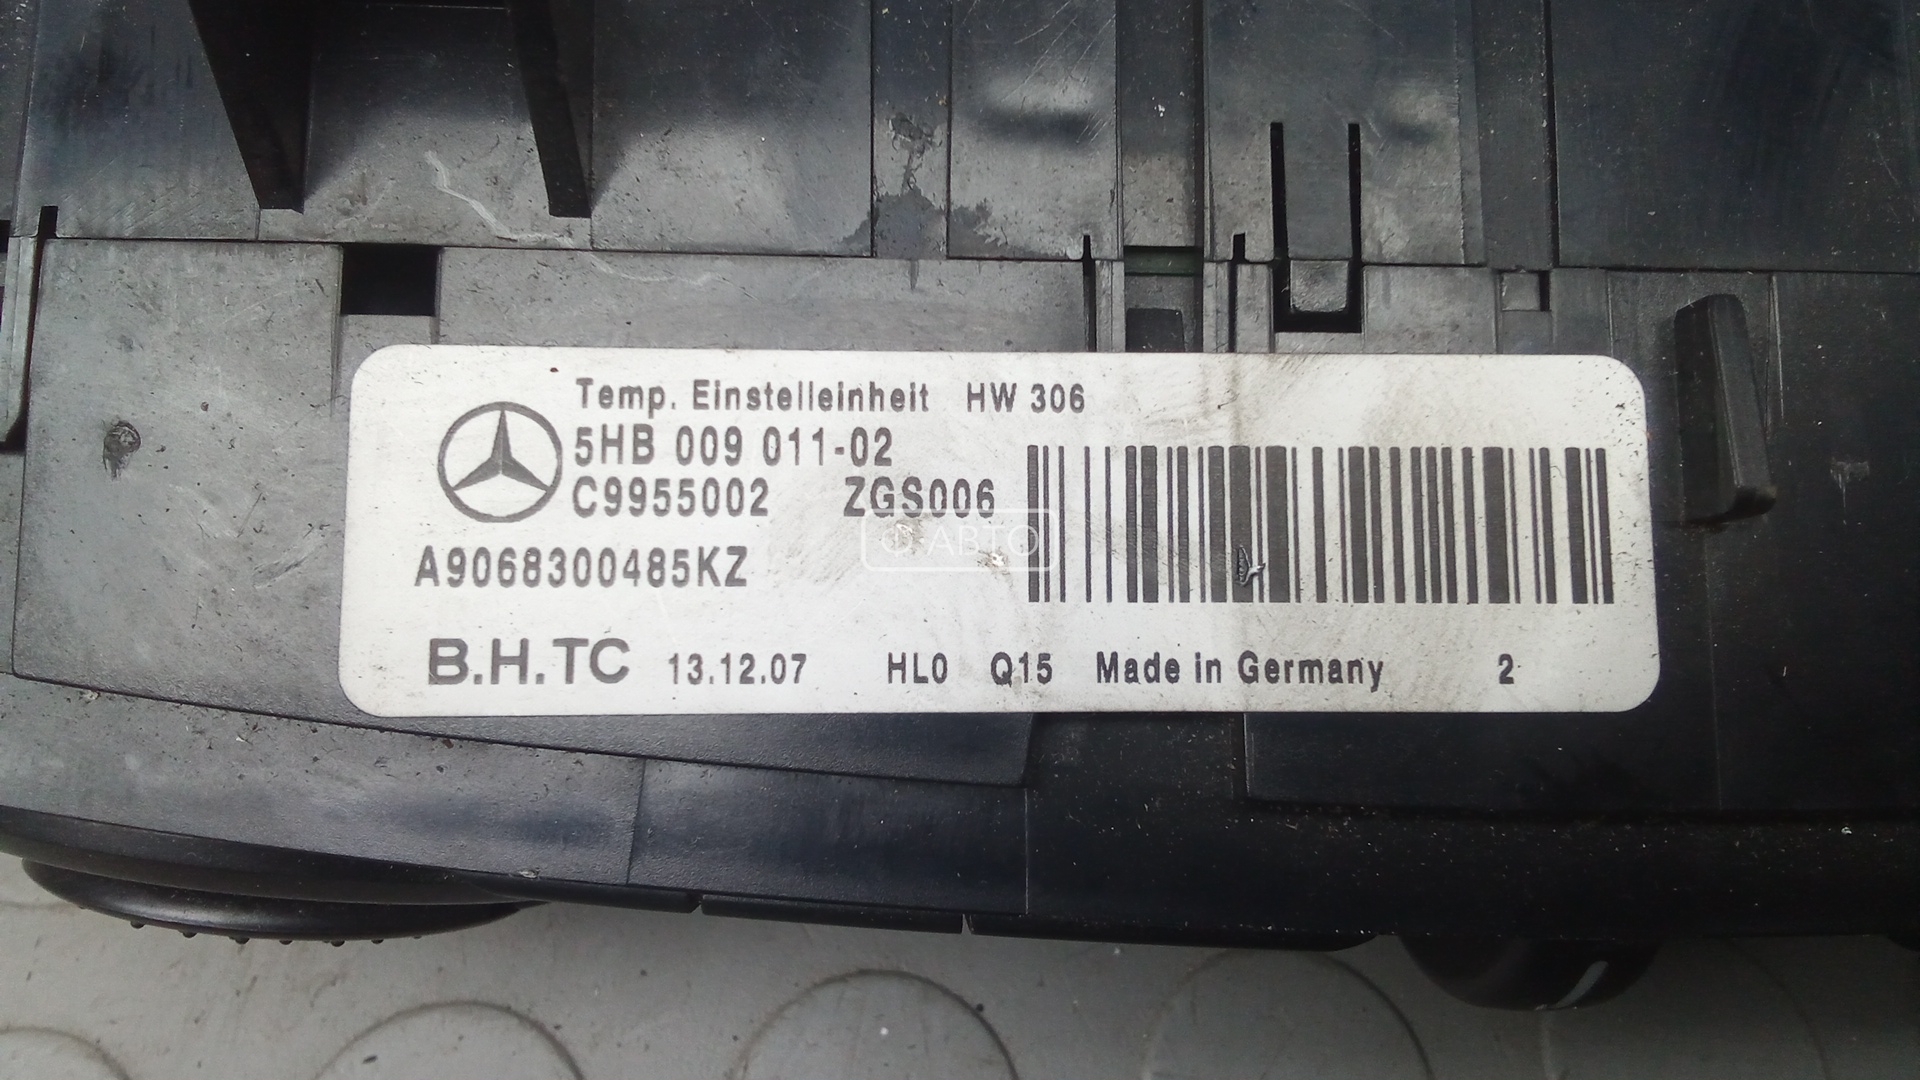 Temp. Einstelleinheit HW 306
5HB 009 011-02
C9955002 ZGS006
A9068300485KZ
B.H.TC 13.12.07 HL0 Q15 Made in Germany 2
АВТО